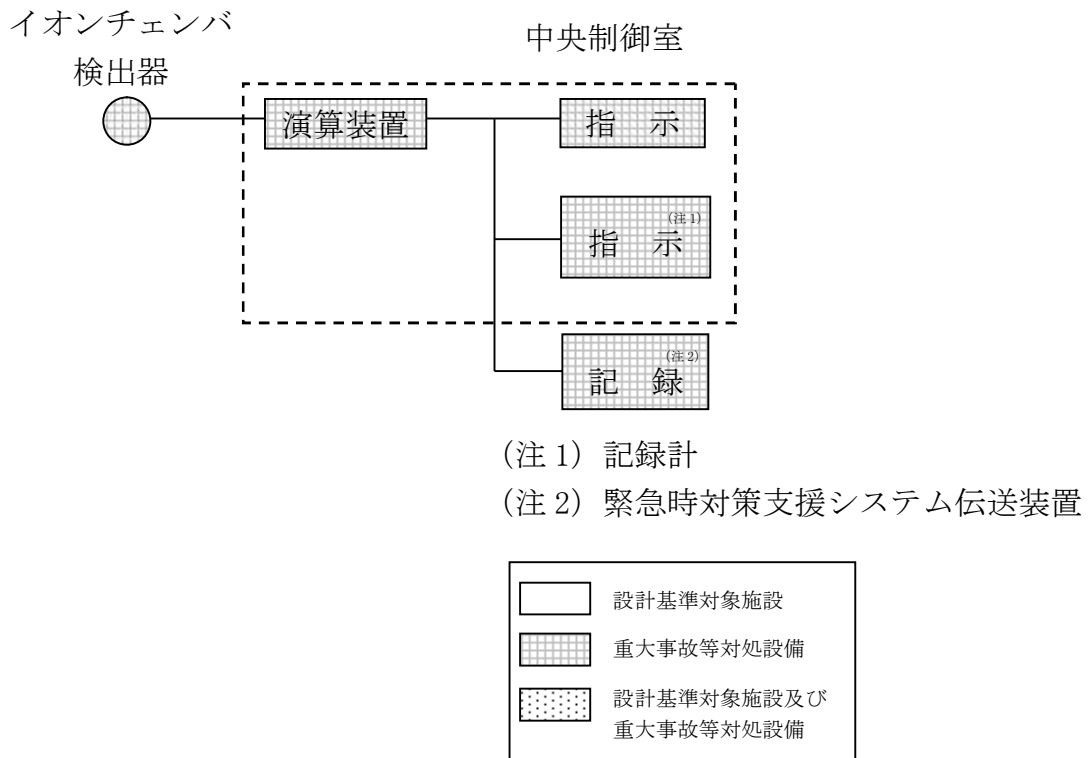 イオンチェンバ
検出器
中央制御室
演算装置
指　示
指　示(注1)
記　録(注2)
(注1) 記録計
(注2) 緊急時対策支援システム伝送装置
設計基準対象施設
重大事故等対処設備
設計基準対象施設及び
重大事故等対処設備